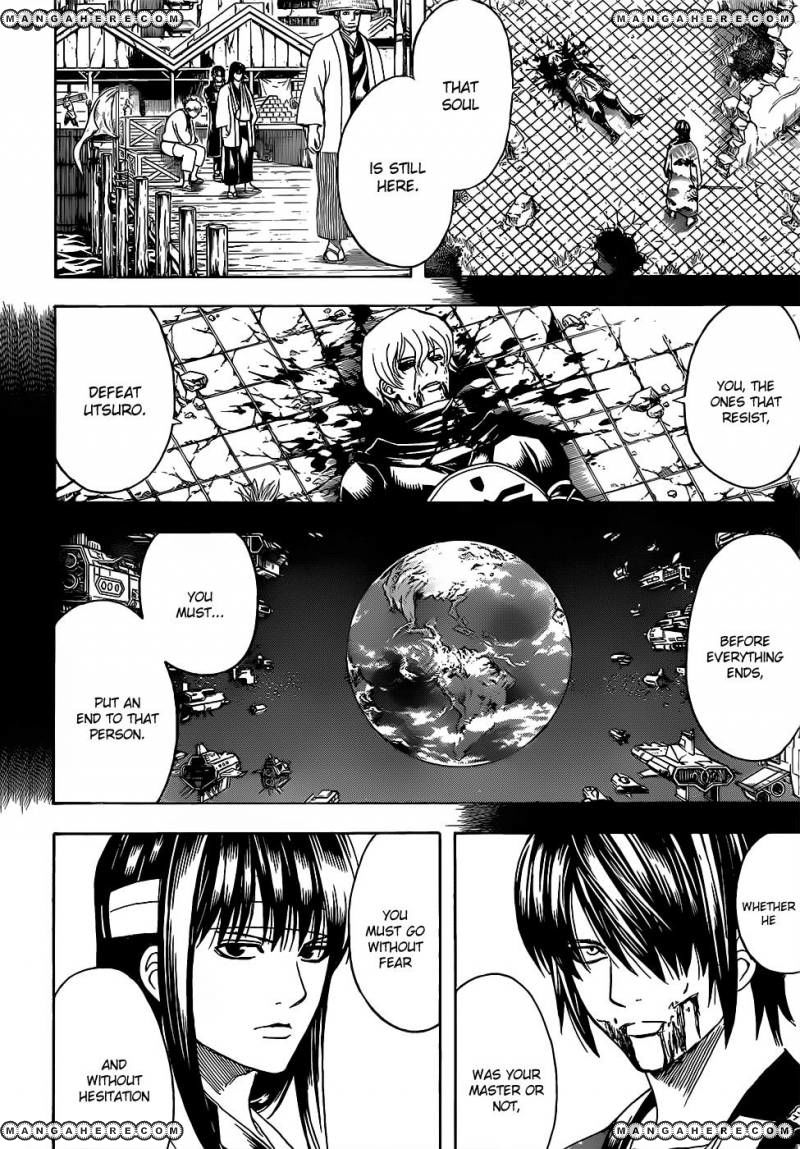 MANGAHERE.COM
MANGAHERE.COM
THAT
SOUL
IS STILL
HERE.
YOU, THE
ONES THAT
RESIST,
DEFEAT
UTSURO.
BEFORE
EVERYTHING
ENDS,
YOU
MUST...
PUT AN
END TO THAT
PERSON.
WHETHER
HE
WAS YOUR
MASTER OR
NOT,
YOU
MUST GO
WITHOUT
FEAR
AND
WITHOUT
HESITATION
MANGAHERE.COM
MANGAHERE.COM